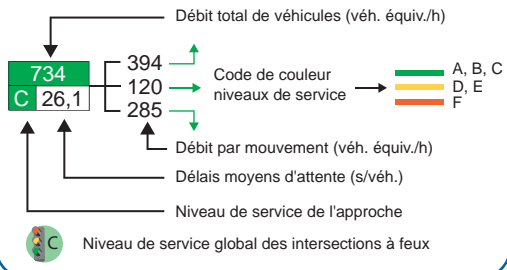 Débit total de véhicules (véh. équiv./h)
734
C 26,1
394
120
285
Code de couleur
niveaux de service
A, B, C
D, E
F
Débit par mouvement (véh. équiv./h)
Délais moyens d'attente (s/véh.)
Niveau de service de l'approche
C Niveau de service global des intersections à feux